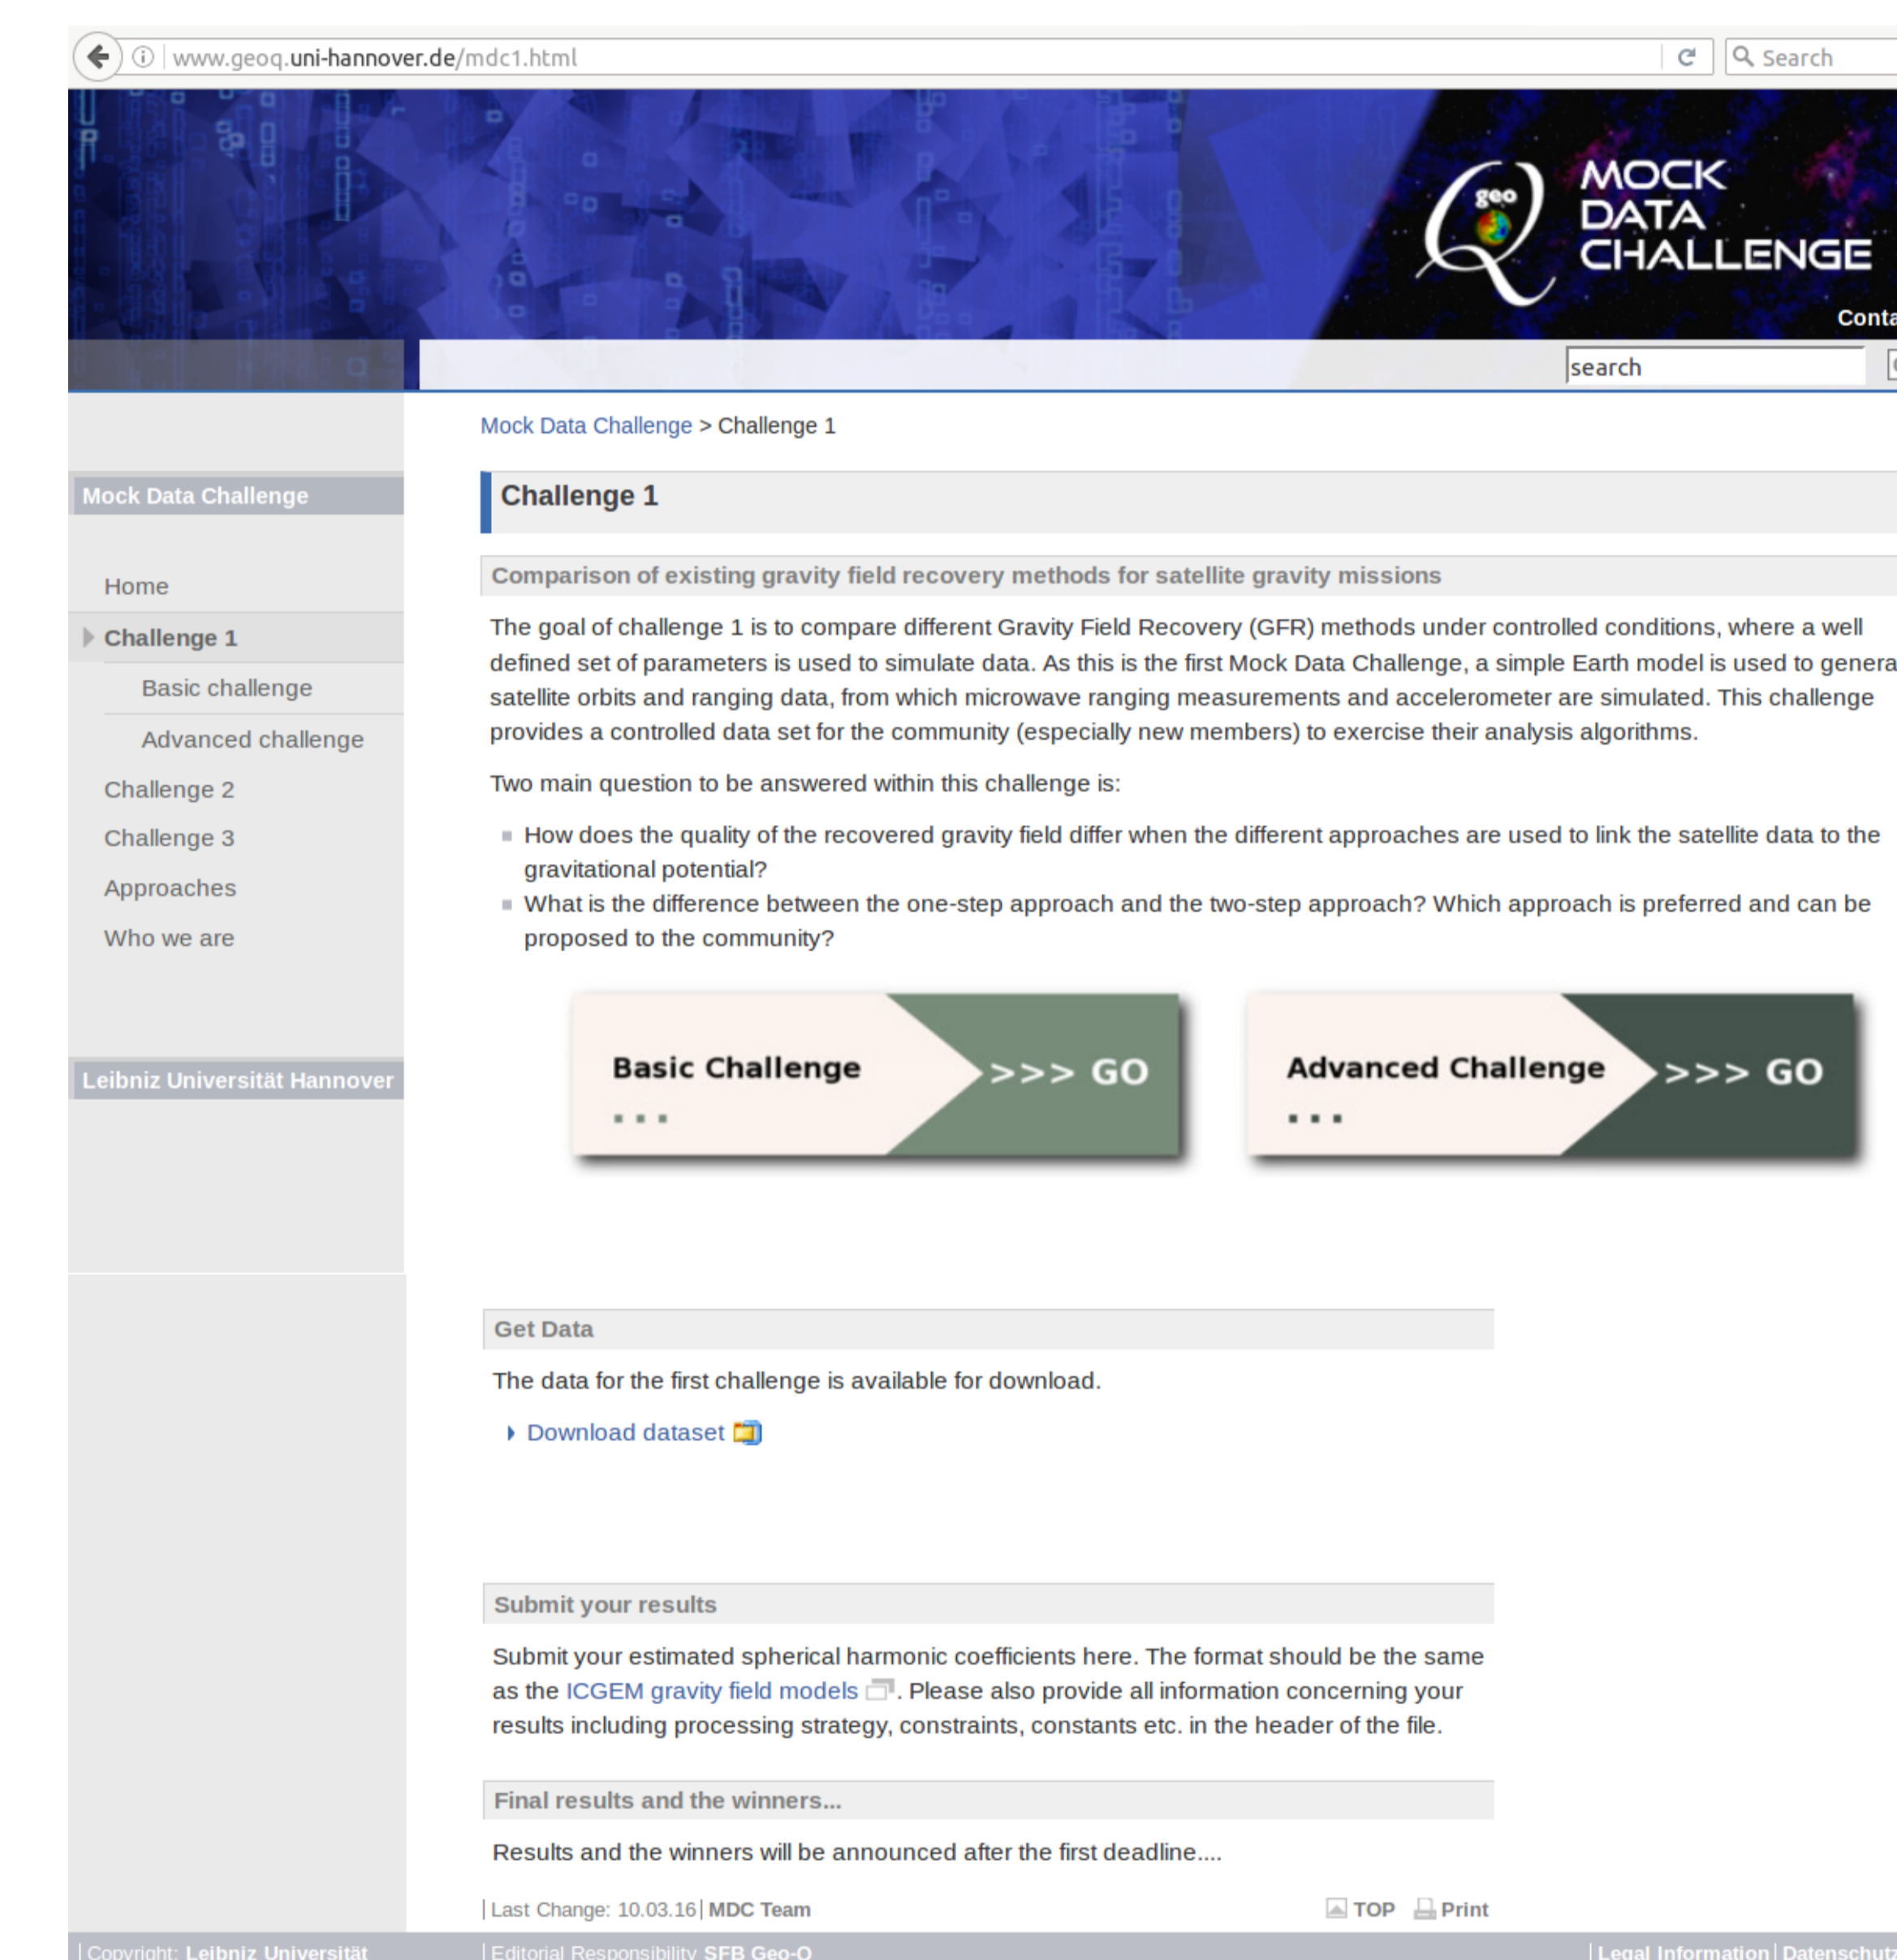 www.geoq.uni-hannover.de/mdc1.html
Search
geo
MOCK
DATA
CHALLENGE
search
Mock Data Challenge > Challenge 1
Mock Data Challenge
Home
Challenge 1
Basic challenge
Advanced challenge
Challenge 2
Challenge 3
Approaches
Who we are
Leibniz Universität Hannover
Challenge 1
Comparison of existing gravity field recovery methods for satellite gravity missions
The goal of challenge 1 is to compare different Gravity Field Recovery (GFR) methods under controlled conditions, where a well
defined set of parameters is used to simulate data. As this is the first Mock Data Challenge, a simple Earth model is used to genera
satellite orbits and ranging data, from which microwave ranging measurements and accelerometer are simulated. This challenge
provides a controlled data set for the community (especially new members) to exercise their analysis algorithms.
Two main question to be answered within this challenge is:
How does the quality of the recovered gravity field differ when the different approaches are used to link the satellite data to the
gravitational potential?
What is the difference between the one-step approach and the two-step approach? Which approach is preferred and can be
proposed to the community?
Basic Challenge >>> GO
...
Advanced Challenge >>> GO
...
Get Data
The data for the first challenge is available for download.
Download dataset
Submit your results
Submit your estimated spherical harmonic coefficients here. The format should be the same
as the ICGEM gravity field models . Please also provide all information concerning your
results including processing strategy, constraints, constants etc. in the header of the file.
Final results and the winners...
Results and the winners will be announced after the first deadline....
| Last Change: 10.03.16 | MDC Team
TOP Print
| Copyright: Leibniz Universität
| Editorial Responsibility SFB Geo-Q
| Legal Information | Datenschutz